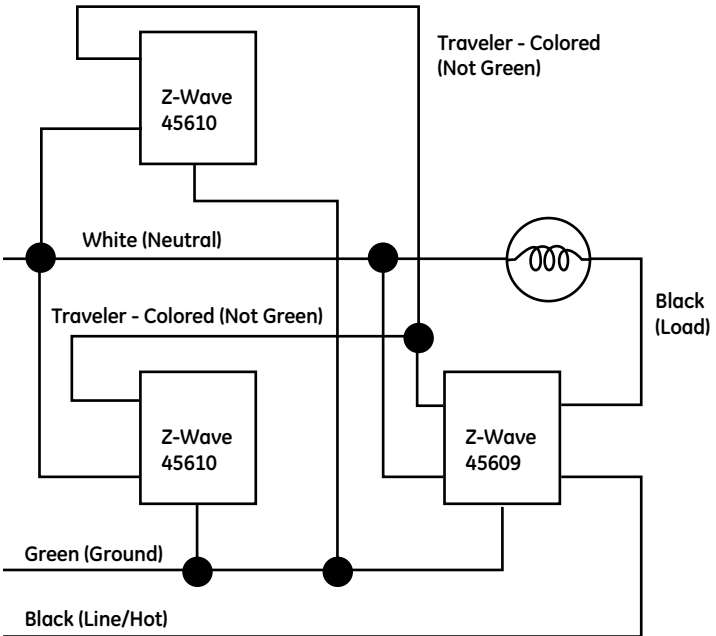 Traveler - Colored
(Not Green)
Z-Wave
45610
White (Neutral)
Black
(Load)
Traveler - Colored (Not Green)
Z-Wave
45610
Z-Wave
45609
Green (Ground)
Black (Line/Hot)